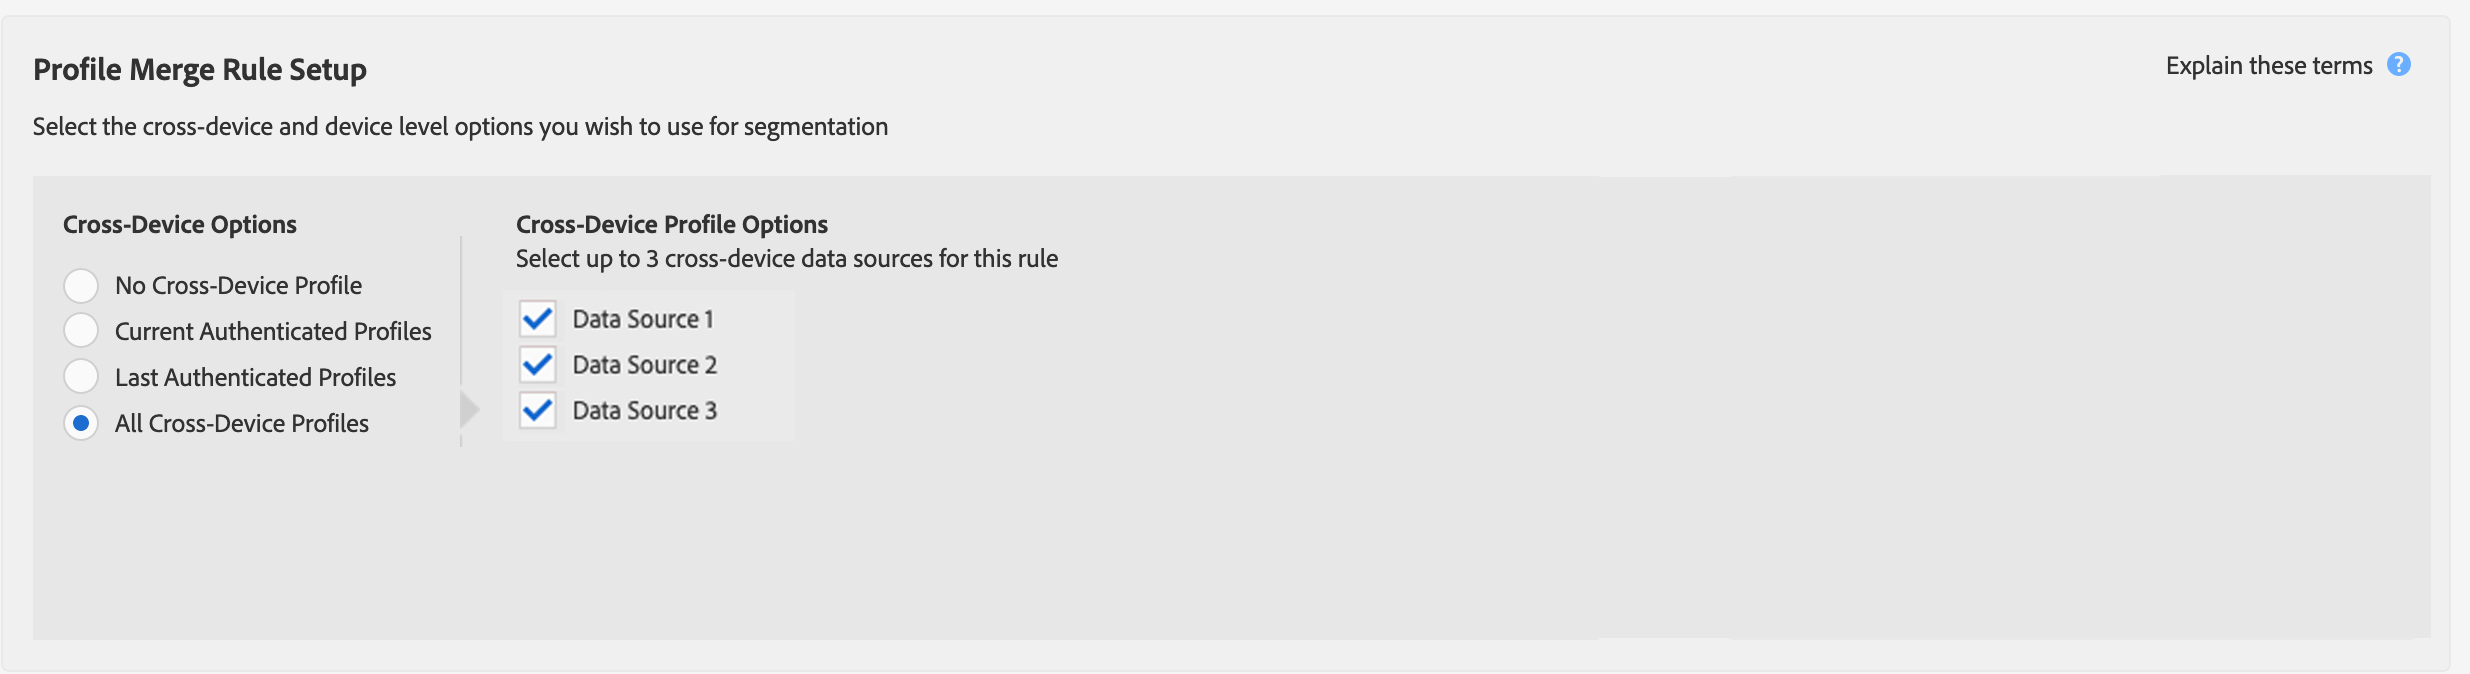 Profile Merge Rule Setup
Explain these terms ?
Select the cross-device and device level options you wish to use for segmentation
Cross-Device Options
No Cross-Device Profile
Current Authenticated Profiles
Last Authenticated Profiles
All Cross-Device Profiles
Cross-Device Profile Options
Select up to 3 cross-device data sources for this rule
Data Source 1
Data Source 2
Data Source 3